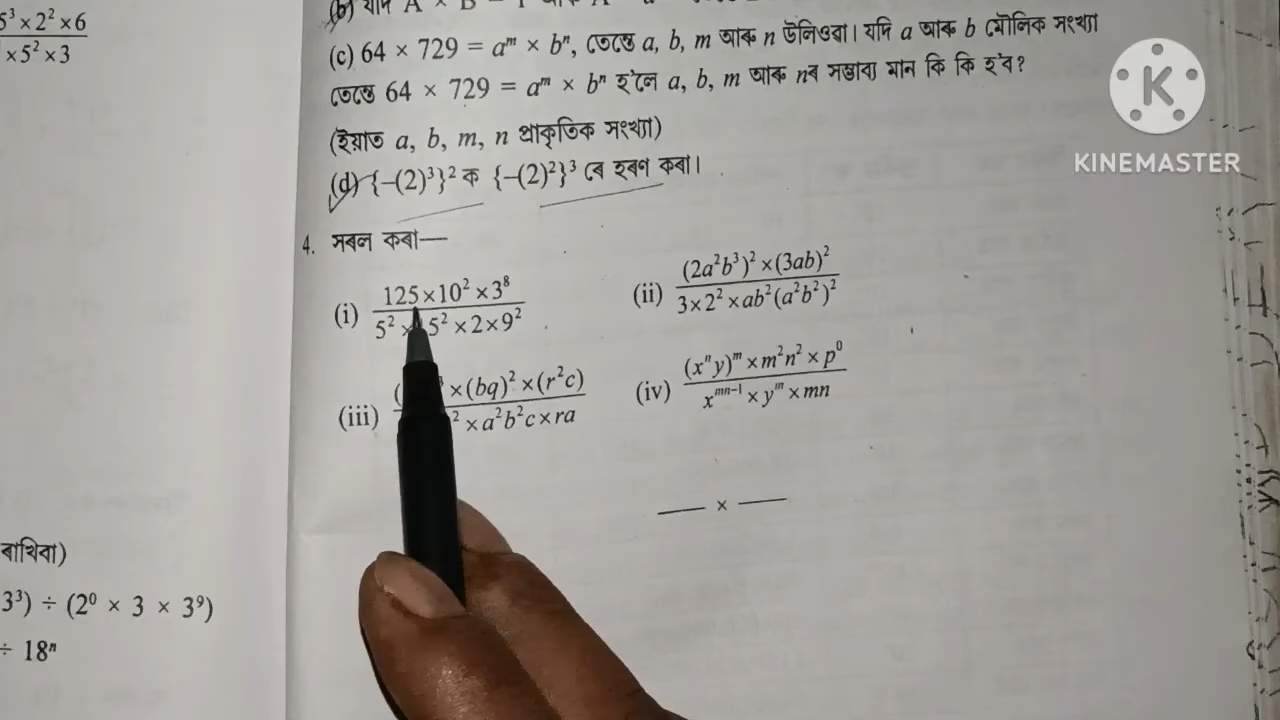 5³ × 2² × 6
× 5² × 3
(b) যদি A × B =
(c) 64 × 729 = aᵐ × bⁿ, তেন্তে a, b, m আৰু n উলিওৱা। যদি a আৰু b মৌলিক সংখ্যা
তেন্তে 64 × 729 = aᵐ × bⁿ হ'লে a, b, m আৰু nৰ সম্ভাব্য মান কি কি হ'ব?
(ইয়াত a, b, m, n প্ৰাকৃতিক সংখ্যা)
(d) {−(2)³}² ক {−(2)²}³ ৰে হৰণ কৰা।
4. সৰল কৰা—
(i) 125 × 10² × 3⁸ / 5² × 5² × 2 × 9²
(ii) (2a²b³)² × (3ab)² / 3 × 2² × ab²(a²b²)²
(iii) × (bq)² × (r²c) / × a²b²c × ra
(iv) (xⁿy)ᵐ × m²n² × p⁰ / xᵐⁿ⁻¹ × yᵐ × mn
— × —
ৰাখিবা)
3³) ÷ (2⁰ × 3 × 3⁹)
÷ 18ⁿ
K
KINEMASTER